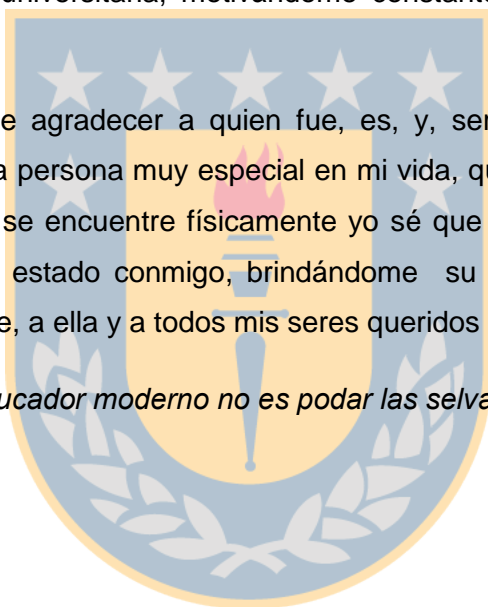 universitaria, motivándome constant
e agradecer a quien fue, es, y, ser
a persona muy especial en mi vida, qu
se encuentre físicamente yo sé que
estado conmigo, brindándome su
e, a ella y a todos mis seres queridos
ucador moderno no es podar las selva